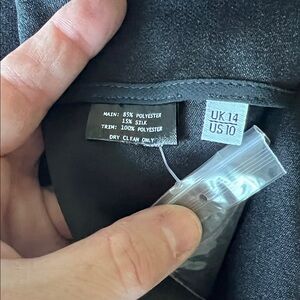 MAIN: 85% POLYESTER
15% SILK
TRIM: 100% POLYESTER
DRY CLEAN ONLY
UK 14
US 10